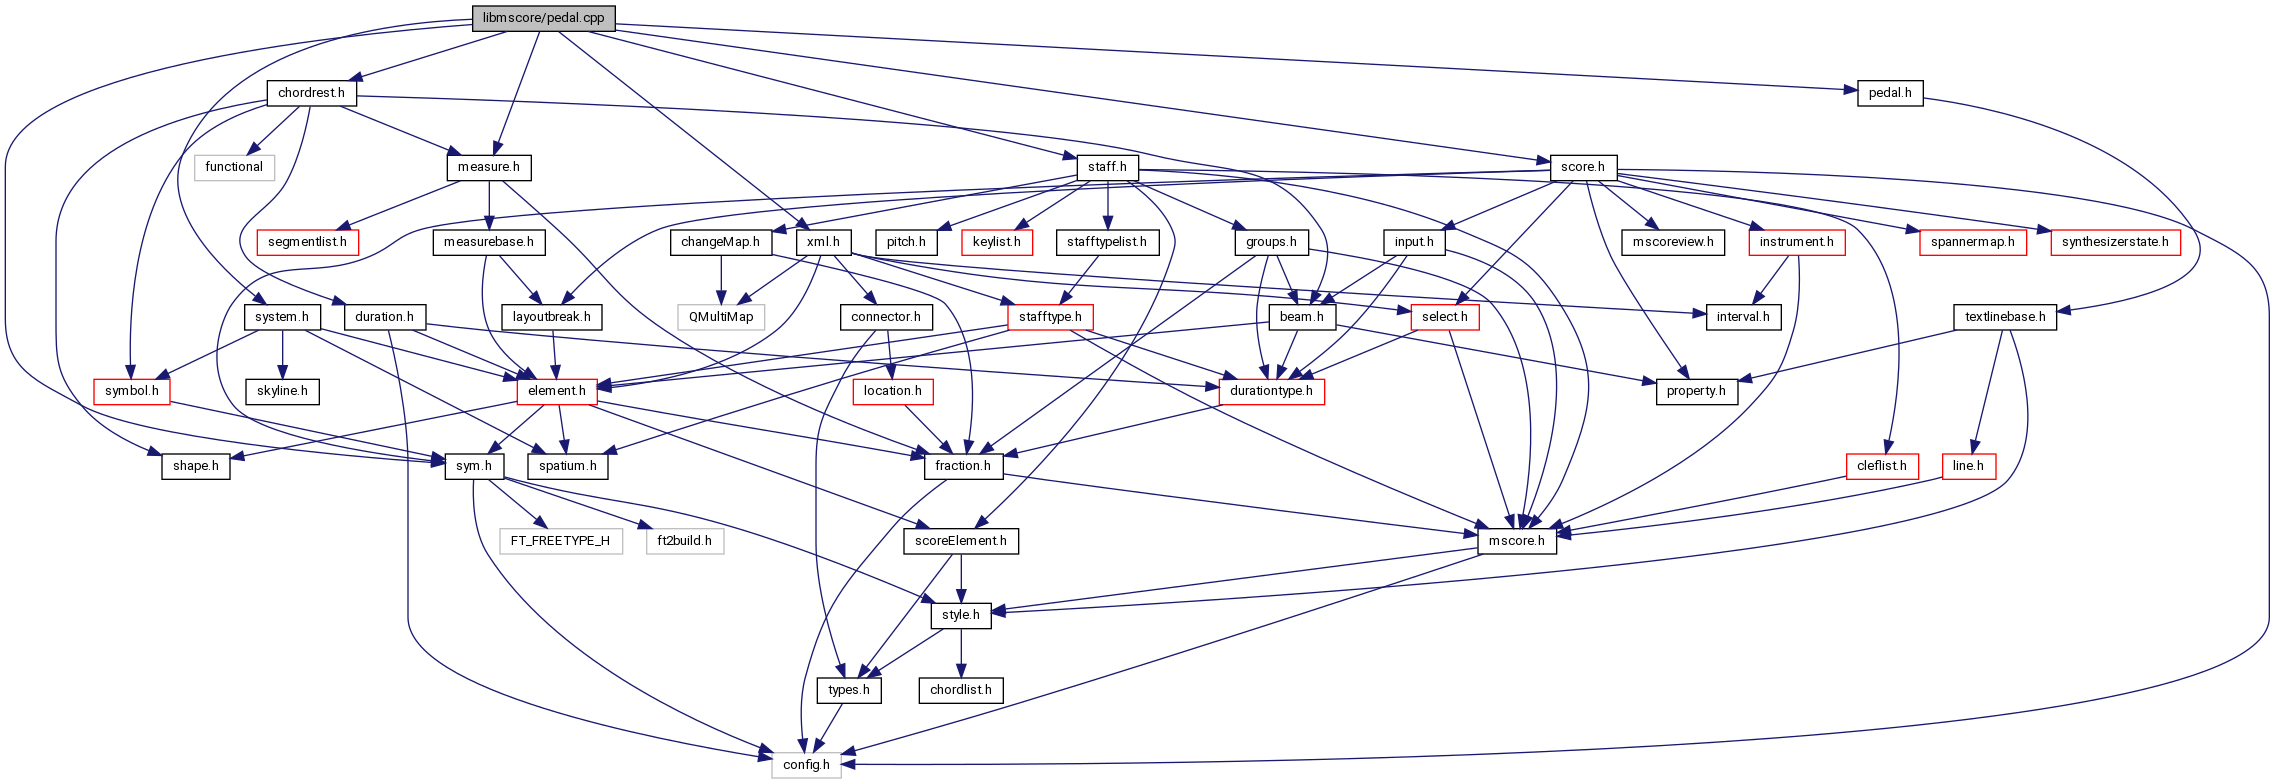 libmscore/pedal.cpp
chordrest.h
pedal.h
functional
measure.h
staff.h
score.h
segmentlist.h
measurebase.h
changeMap.h
xml.h
pitch.h
keylist.h
stafftypelist.h
groups.h
input.h
mscoreview.h
instrument.h
spannermap.h
synthesizerstate.h
system.h
duration.h
layoutbreak.h
QMultiMap
connector.h
stafftype.h
beam.h
select.h
interval.h
textlinebase.h
symbol.h
skyline.h
element.h
location.h
durationtype.h
property.h
shape.h
sym.h
spatium.h
fraction.h
cleflist.h
line.h
FT_FREETYPE_H
ft2build.h
scoreElement.h
mscore.h
style.h
types.h
chordlist.h
config.h